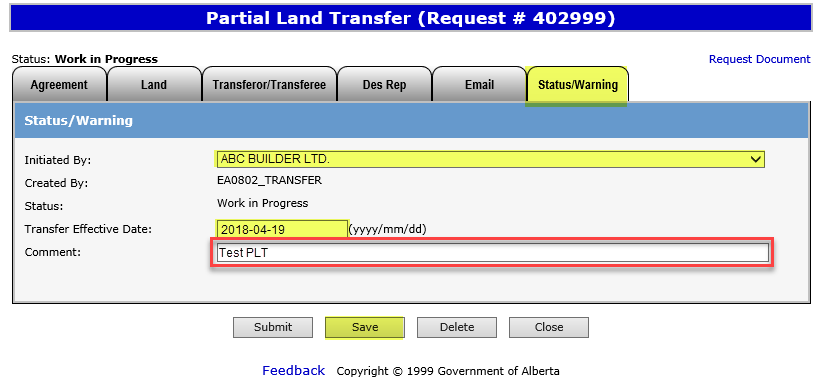 Partial Land Transfer (Request # 402999)
Status: Work in Progress Request Document
Agreement Land Transferor/Transferee Des Rep Email Status/Warning
Status/Warning
Initiated By: ABC BUILDER LTD.
Created By: EA0802_TRANSFER
Status: Work in Progress
Transfer Effective Date: 2018-04-19 (yyyy/mm/dd)
Comment: Test PLT
Submit Save Delete Close
Feedback Copyright © 1999 Government of Alberta